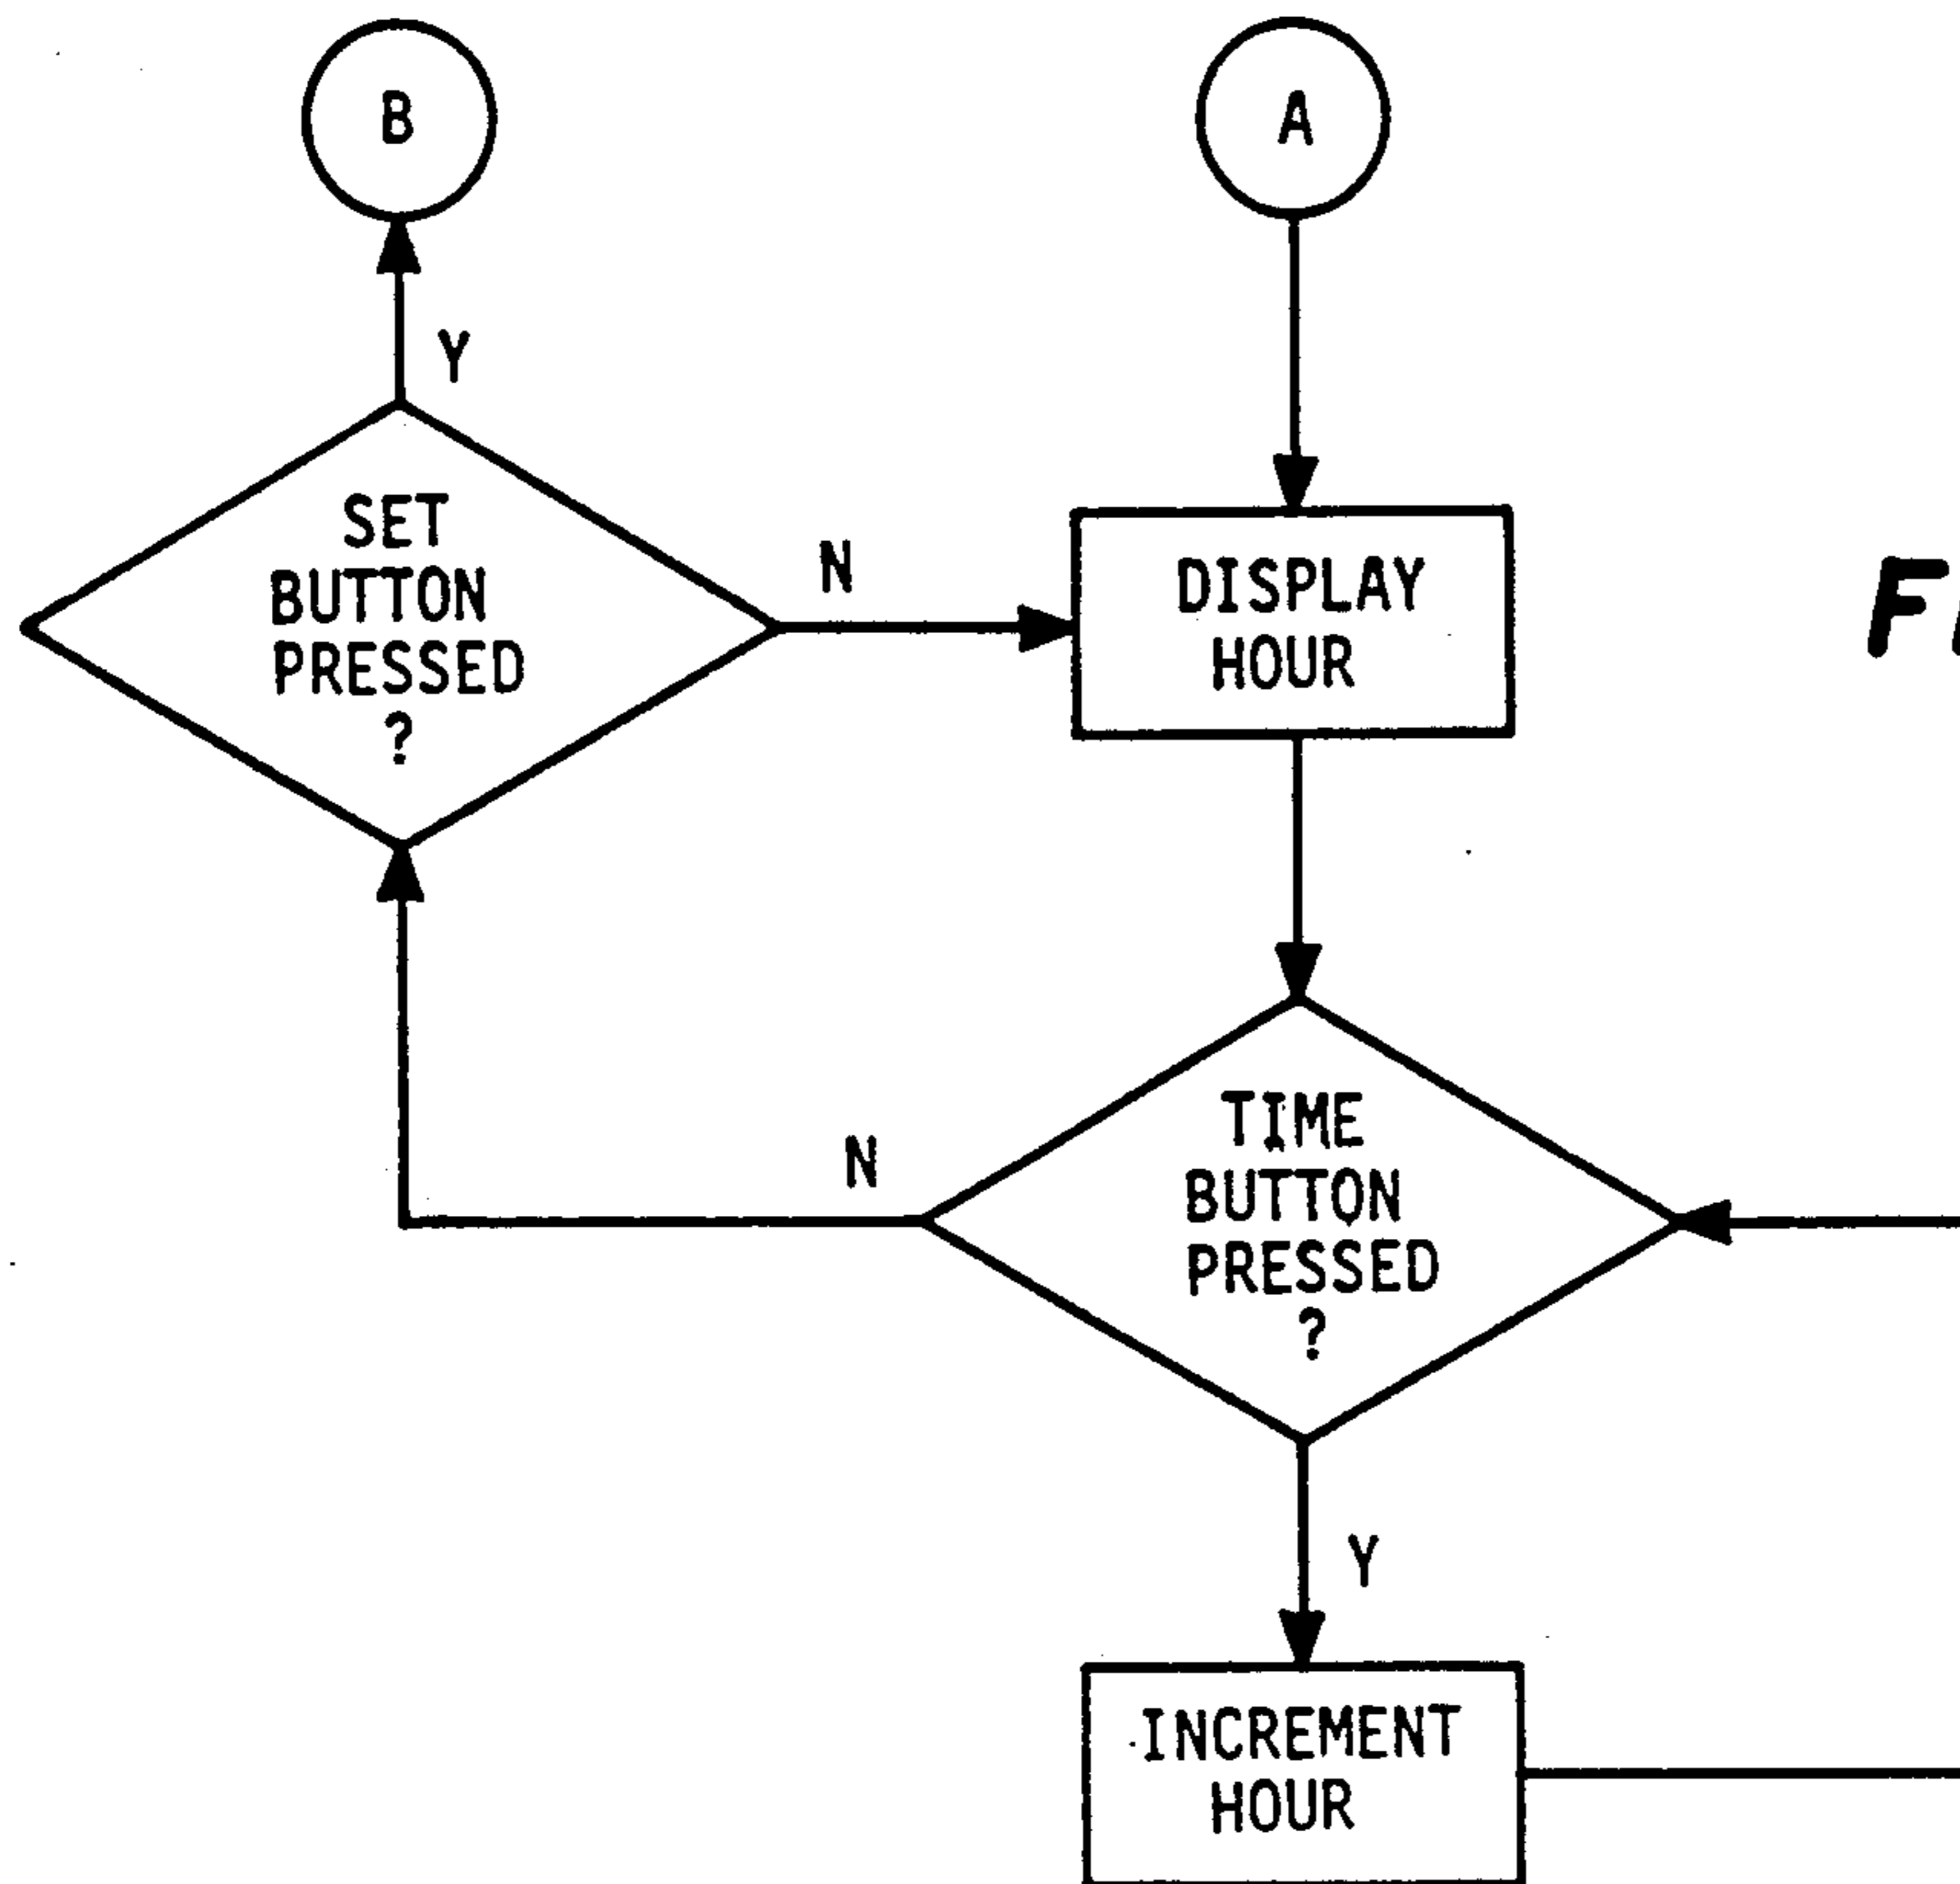 B
A
Y
SET
BUTTON
PRESSED
?
N
DISPLAY
HOUR
TIME
BUTTON
PRESSED
?
N
Y
INCREMENT
HOUR